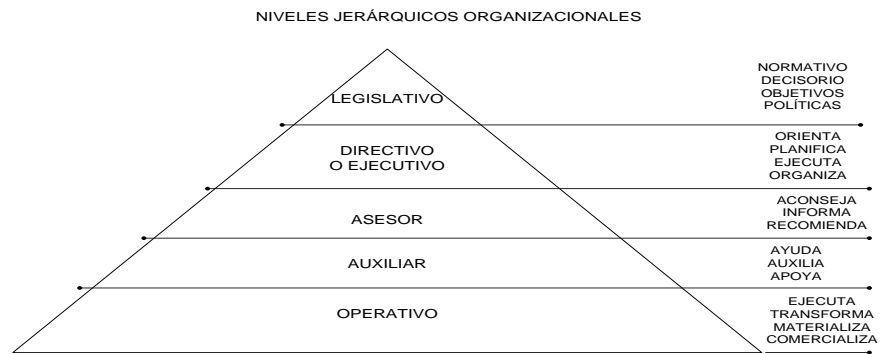 NIVELES JERÁRQUICOS ORGANIZACIONALES
LEGISLATIVO
NORMATIVO
DECISORIO
OBJETIVOS
POLÍTICAS
DIRECTIVO
O EJECUTIVO
ORIENTA
PLANIFICA
EJECUTA
ORGANIZA
ASESOR
ACONSEJA
INFORMA
RECOMIENDA
AUXILIAR
AYUDA
AUXILIA
APOYA
OPERATIVO
EJECUTA
TRANSFORMA
MATERIALIZA
COMERCIALIZA